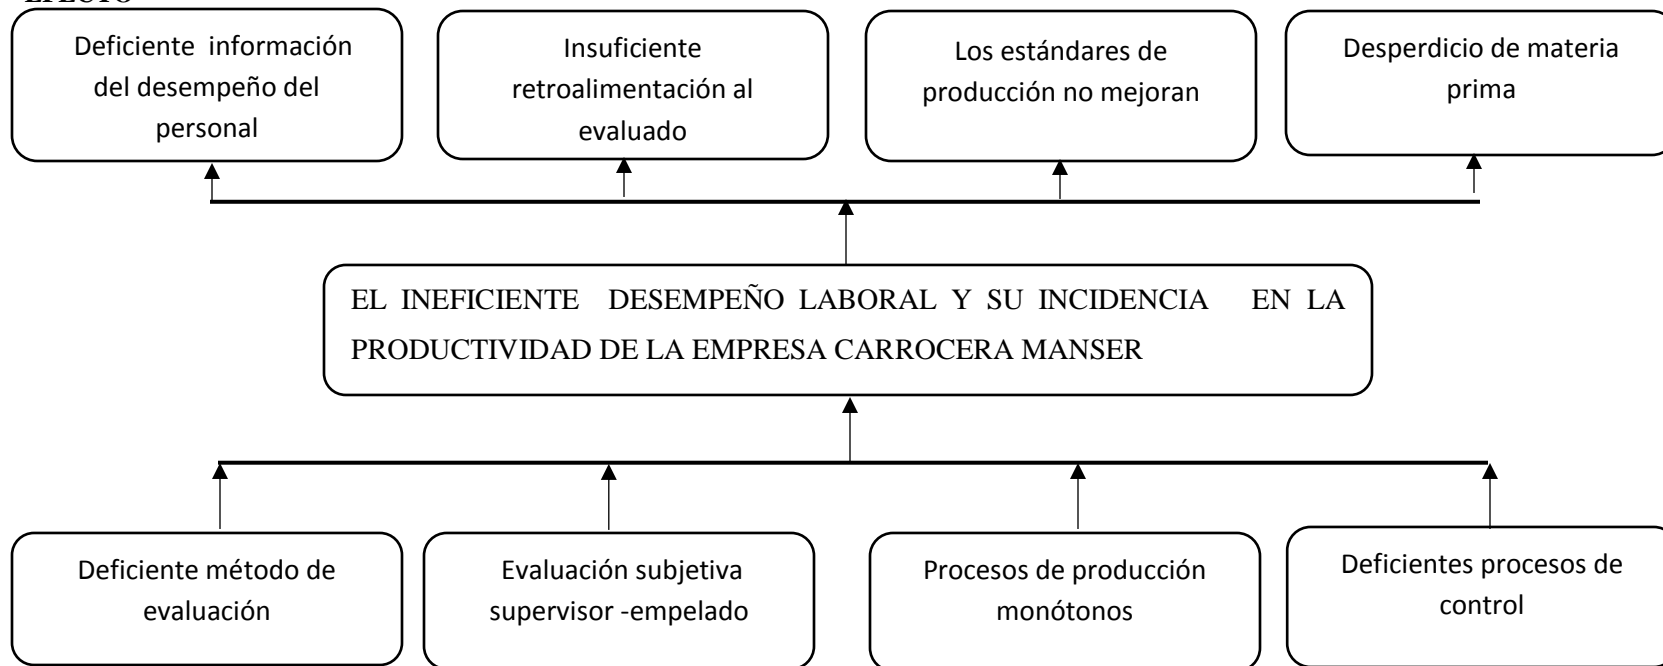 EFECTO
Deficiente información
del desempeño del
personal
Insuficiente
retroalimentación al
evaluado
Los estándares de
producción no mejoran
Desperdicio de materia
prima
EL INEFICIENTE DESEMPEÑO LABORAL Y SU INCIDENCIA EN LA
PRODUCTIVIDAD DE LA EMPRESA CARROCERA MANSER
Deficiente método de
evaluación
Evaluación subjetiva
supervisor -empelado
Procesos de producción
monótonos
Deficientes procesos de
control